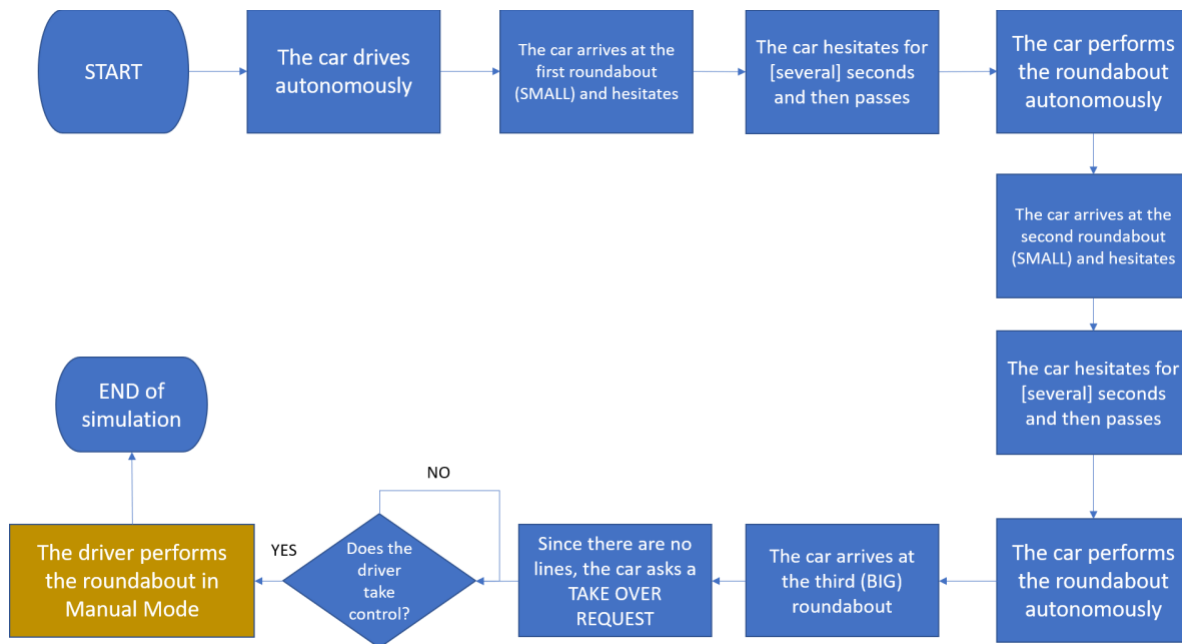 START
The car drives
autonomously
The car arrives at the
first roundabout
(SMALL) and hesitates
The car hesitates for
[several] seconds
and then passes
The car performs
the roundabout
autonomously
The car arrives at the
second roundabout
(SMALL) and hesitates
The car hesitates for
[several] seconds
and then passes
The car performs
the roundabout
autonomously
The car arrives at
the third (BIG)
roundabout
Since there are no
lines, the car asks a
TAKE OVER
REQUEST
Does the
driver
take
control?
NO
YES
The driver performs
the roundabout in
Manual Mode
END of
simulation